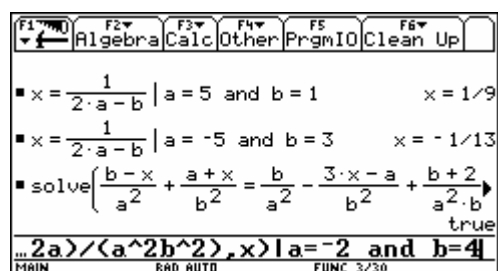 F1 F2 F3 F4 F5 F6
Algebra Calc Other PrgmIO Clean Up
▪ x = 1/(2·a − b) | a = 5 and b = 1    x = 1/9
▪ x = 1/(2·a − b) | a = -5 and b = 3    x = -1/13
▪ solve((b − x)/a² + (a + x)/b² = b/a² − (3·x − a)/b² + (b + 2)/(a²·b)▶
true
…2a)/(a^2b^2),x)|a=-2 and b=4
MAIN RAD AUTO FUNC 3/30